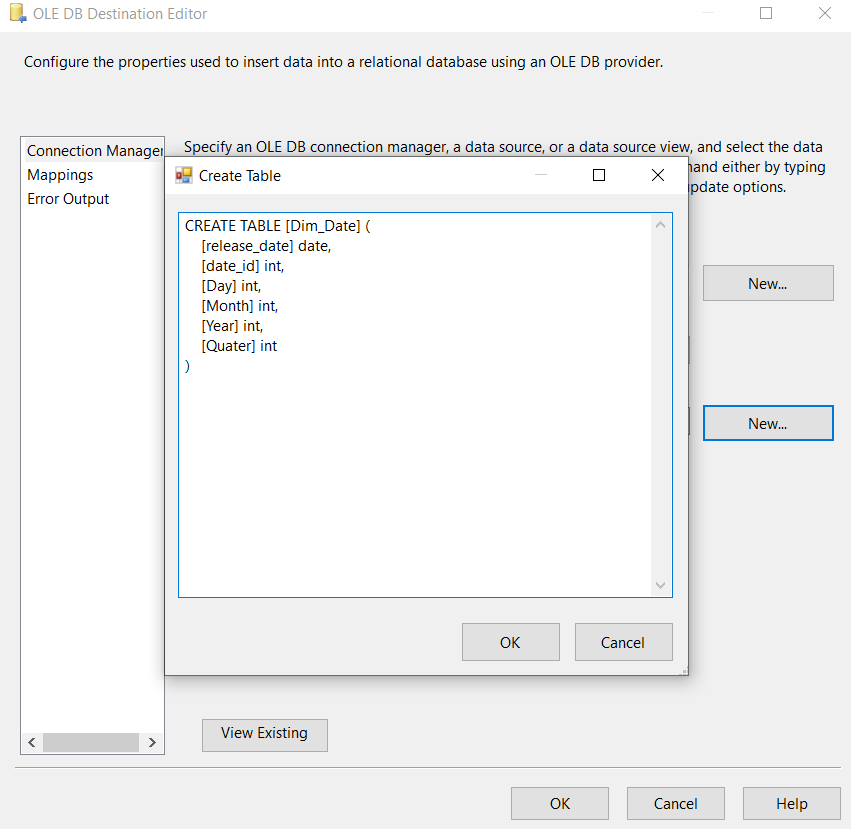 OLE DB Destination Editor
Configure the properties used to insert data into a relational database using an OLE DB provider.
Connection Manager
Mappings
Error Output
Specify an OLE DB connection manager, a data source, or a data source view, and select the data
either by typing
update options.
New...
New...
Create Table
CREATE TABLE [Dim_Date] (
[release_date] date,
[date_id] int,
[Day] int,
[Month] int,
[Year] int,
[Quater] int
)
OK
Cancel
View Existing
OK
Cancel
Help